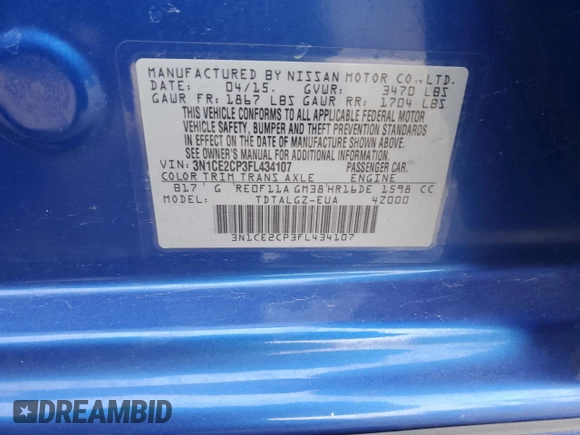 MANUFACTURED BY NISSAN MOTOR CO.,LTD.
DATE: 04/15. GVWR: 3470 LBS
GAWR FR: 1867 LBS GAWR RR: 1704 LBS
THIS VEHICLE CONFORMS TO ALL APPLICABLE FEDERAL MOTOR
VEHICLE SAFETY, BUMPER AND THEFT PREVENTION STANDARDS
IN EFFECT ON THE DATE OF MANUFACTURE SHOWN ABOVE.
SEE OWNER'S MANUAL FOR ADDITIONAL INFORMATION.
VIN: 3N1CE2CP3FL434107 PASSENGER CAR.
COLOR TRIM TRANS AXLE ENGINE
B17 G RE0F11A GM38 HR16DE 1598 CC
MODEL: TDTALGZ-EUA 4Z000
3N1CE2CP3FL434107
DREAMBID